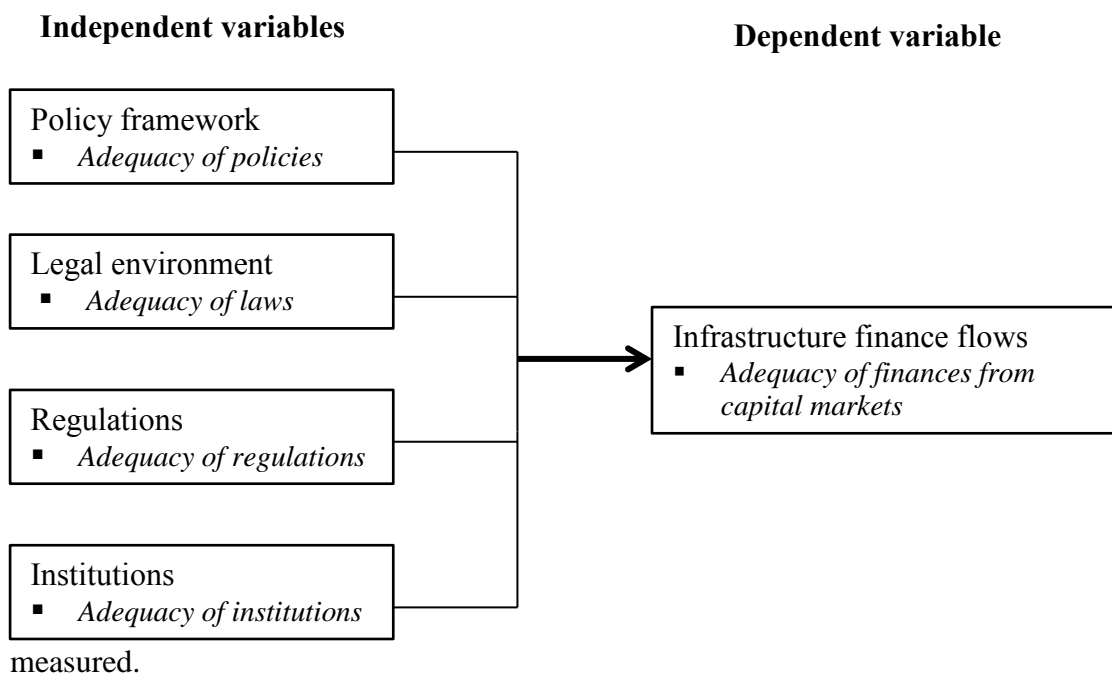 Independent variables
Dependent variable
Policy framework
▪ Adequacy of policies
Legal environment
▪ Adequacy of laws
Regulations
▪ Adequacy of regulations
Institutions
▪ Adequacy of institutions
Infrastructure finance flows
▪ Adequacy of finances from
capital markets
measured.